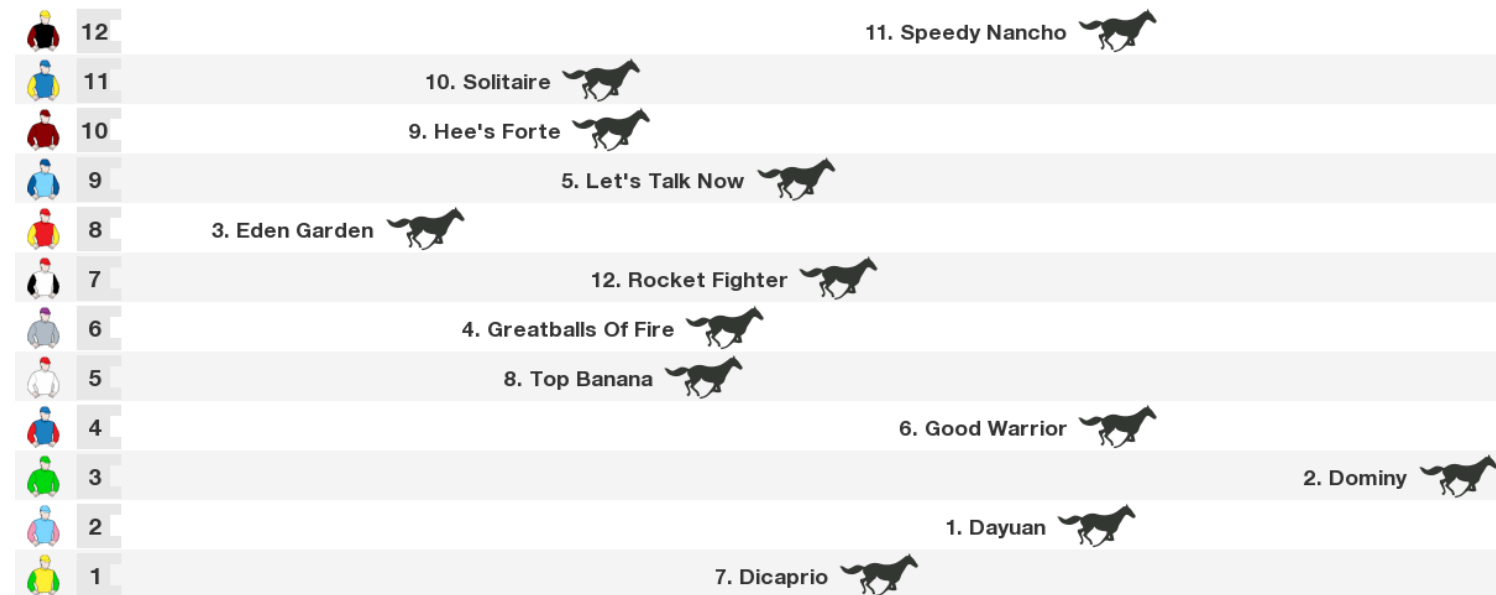 12 11. Speedy Nancho
11 10. Solitaire
10 9. Hee's Forte
9 5. Let's Talk Now
8 3. Eden Garden
7 12. Rocket Fighter
6 4. Greatballs Of Fire
5 8. Top Banana
4 6. Good Warrior
3 2. Dominy
2 1. Dayuan
1 7. Dicaprio